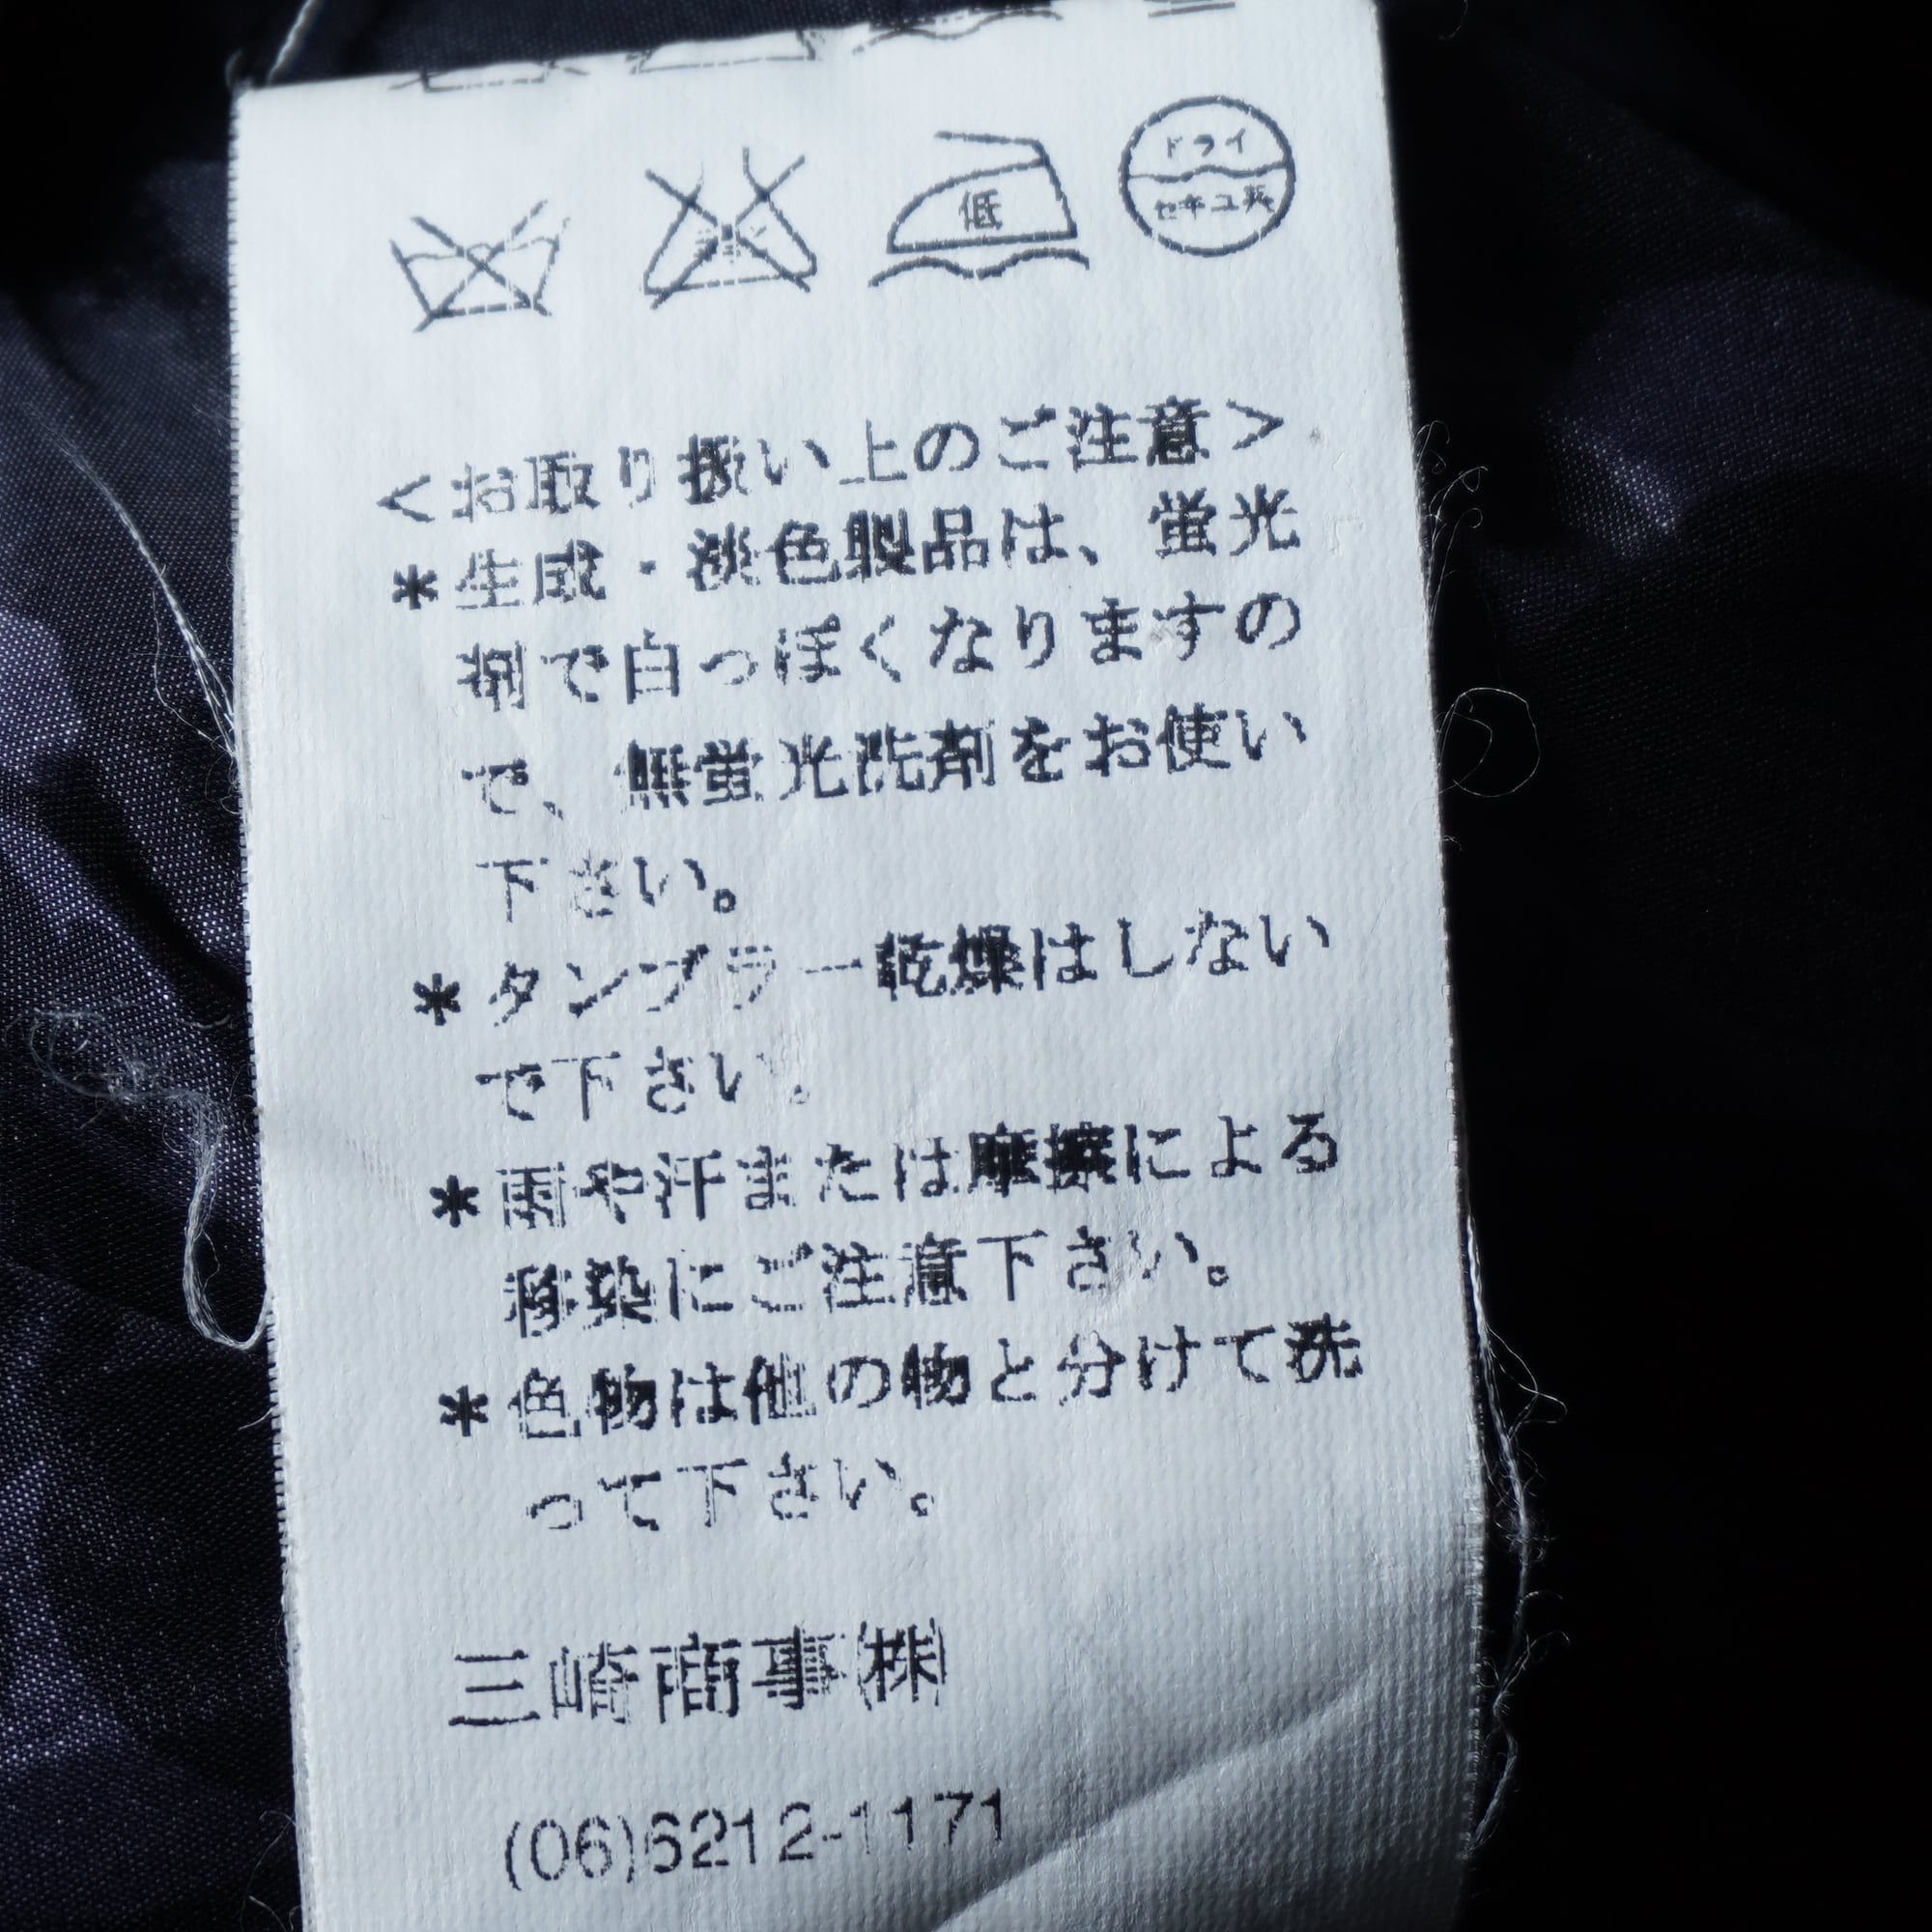 低
ドライ
セキユ系
<お取り扱い上のご注意>
*生成・淡色製品は、蛍光
剤で白っぽくなりますの
で、無蛍光洗剤をお使い
下さい。
*タンブラー乾燥はしない
で下さい。
*雨や汗または摩擦による
移染にご注意下さい。
*色物は他の物と分けて洗
って下さい。
三崎商事(株)
(06)6212-1171